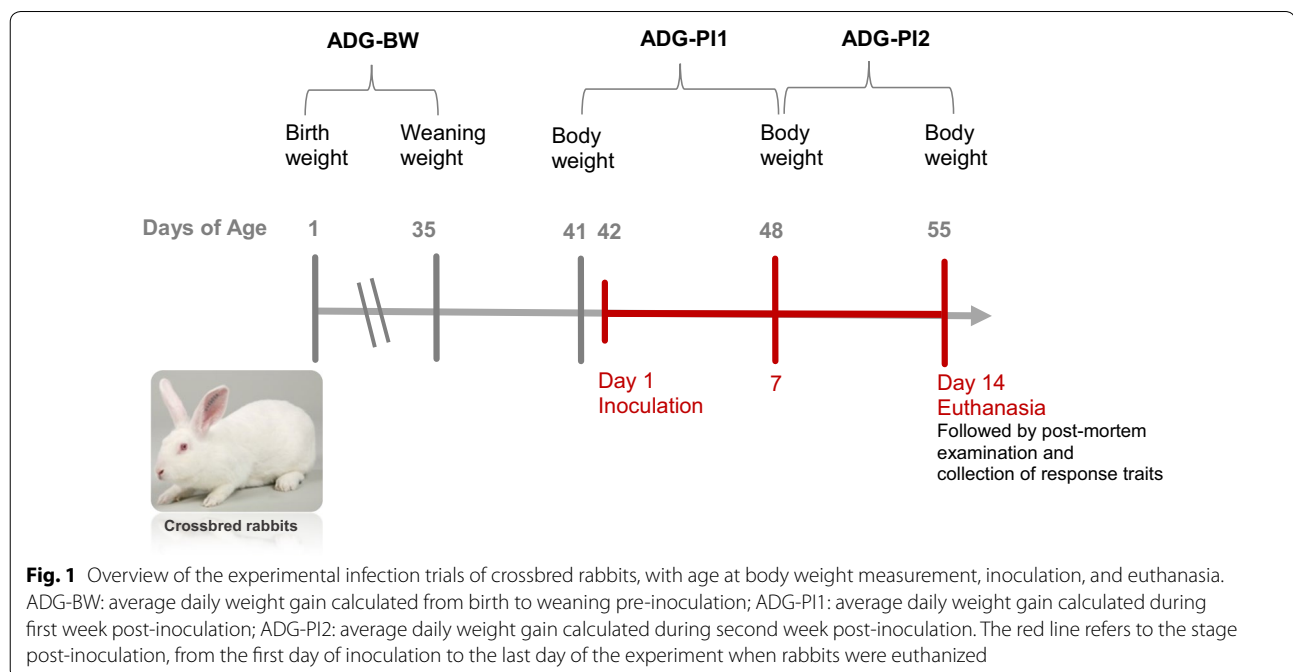 ADG-BW ADG-PI1 ADG-PI2
Birth weight Weaning weight Body weight Body weight Body weight
Days of Age 1 35 41 42 48 55
Day 1
Inoculation
7
Day 14
Euthanasia
Followed by post-mortem
examination and
collection of response traits
Crossbred rabbits
Fig. 1 Overview of the experimental infection trials of crossbred rabbits, with age at body weight measurement, inoculation, and euthanasia.
ADG-BW: average daily weight gain calculated from birth to weaning pre-inoculation; ADG-PI1: average daily weight gain calculated during
first week post-inoculation; ADG-PI2: average daily weight gain calculated during second week post-inoculation. The red line refers to the stage
post-inoculation, from the first day of inoculation to the last day of the experiment when rabbits were euthanized